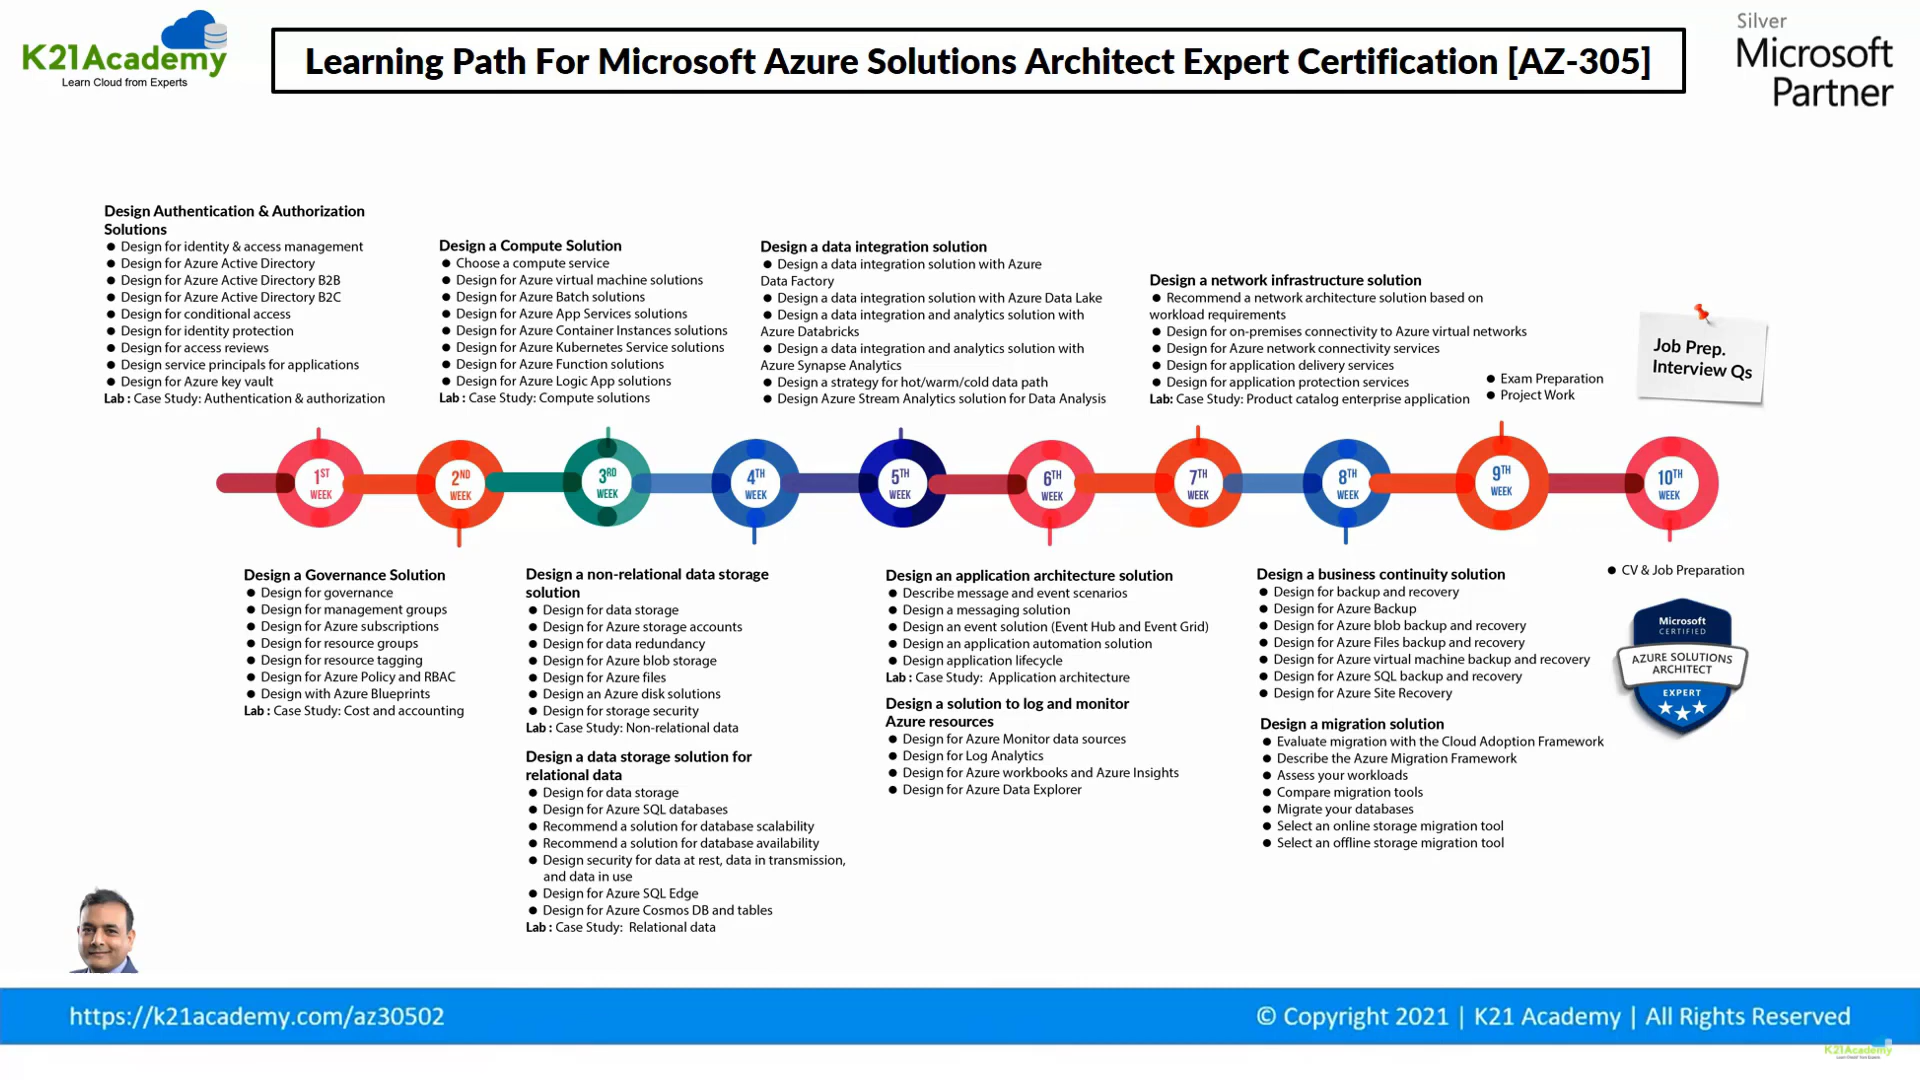 K21Academy
Learn Cloud from Experts
Learning Path For Microsoft Azure Solutions Architect Expert Certification [AZ-305]
Silver
Microsoft
Partner
Design Authentication & Authorization
Solutions
● Design for identity & access management
● Design for Azure Active Directory
● Design for Azure Active Directory B2B
● Design for Azure Active Directory B2C
● Design for conditional access
● Design for identity protection
● Design for access reviews
● Design service principals for applications
● Design for Azure key vault
Lab : Case Study: Authentication & authorization
Design a Compute Solution
● Choose a compute service
● Design for Azure virtual machine solutions
● Design for Azure Batch solutions
● Design for Azure App Services solutions
● Design for Azure Container Instances solutions
● Design for Azure Kubernetes Service solutions
● Design for Azure Function solutions
● Design for Azure Logic App solutions
Lab : Case Study: Compute solutions
Design a data integration solution
● Design a data integration solution with Azure
Data Factory
● Design a data integration solution with Azure Data Lake
● Design a data integration and analytics solution with
Azure Databricks
● Design a data integration and analytics solution with
Azure Synapse Analytics
● Design a strategy for hot/warm/cold data path
● Design Azure Stream Analytics solution for Data Analysis
Design a network infrastructure solution
● Recommend a network architecture solution based on
workload requirements
● Design for on-premises connectivity to Azure virtual networks
● Design for Azure network connectivity services
● Design for application delivery services
● Design for application protection services
Lab: Case Study: Product catalog enterprise application
● Exam Preparation
● Project Work
Job Prep.
Interview Qs
1ST
WEEK
2ND
WEEK
3RD
WEEK
4TH
WEEK
5TH
WEEK
6TH
WEEK
7TH
WEEK
8TH
WEEK
9TH
WEEK
10TH
WEEK
Design a Governance Solution
● Design for governance
● Design for management groups
● Design for Azure subscriptions
● Design for resource groups
● Design for resource tagging
● Design for Azure Policy and RBAC
● Design with Azure Blueprints
Lab : Case Study: Cost and accounting
Design a non-relational data storage
solution
● Design for data storage
● Design for Azure storage accounts
● Design for data redundancy
● Design for Azure blob storage
● Design for Azure files
● Design an Azure disk solutions
● Design for storage security
Lab : Case Study: Non-relational data
Design a data storage solution for
relational data
● Design for data storage
● Design for Azure SQL databases
● Recommend a solution for database scalability
● Recommend a solution for database availability
● Design security for data at rest, data in transmission,
and data in use
● Design for Azure SQL Edge
● Design for Azure Cosmos DB and tables
Lab : Case Study: Relational data
Design an application architecture solution
● Describe message and event scenarios
● Design a messaging solution
● Design an event solution (Event Hub and Event Grid)
● Design an application automation solution
● Design application lifecycle
Lab : Case Study: Application architecture
Design a solution to log and monitor
Azure resources
● Design for Azure Monitor data sources
● Design for Log Analytics
● Design for Azure workbooks and Azure Insights
● Design for Azure Data Explorer
Design a business continuity solution
● Design for backup and recovery
● Design for Azure Backup
● Design for Azure blob backup and recovery
● Design for Azure Files backup and recovery
● Design for Azure virtual machine backup and recovery
● Design for Azure SQL backup and recovery
● Design for Azure Site Recovery
Design a migration solution
● Evaluate migration with the Cloud Adoption Framework
● Describe the Azure Migration Framework
● Assess your workloads
● Compare migration tools
● Migrate your databases
● Select an online storage migration tool
● Select an offline storage migration tool
● CV & Job Preparation
Microsoft
CERTIFIED
AZURE SOLUTIONS
ARCHITECT
EXPERT
https://k21academy.com/az30502
© Copyright 2021 | K21 Academy | All Rights Reserved
K21Academy
Learn Cloud from Experts